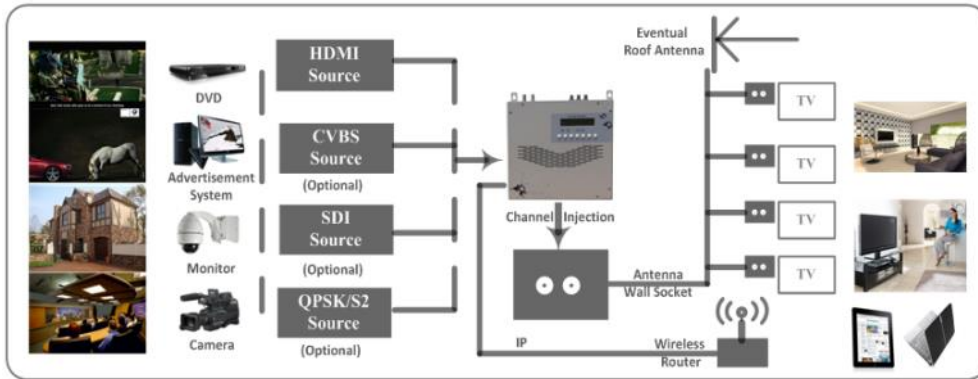 DVD
Advertisement
System
Monitor
Camera
HDMI
Source
CVBS
Source
(Optional)
SDI
Source
(Optional)
QPSK/S2
Source
(Optional)
Channel Injection
Eventual
Roof Antenna
TV
TV
TV
TV
Antenna
Wall Socket
IP
Wireless
Router